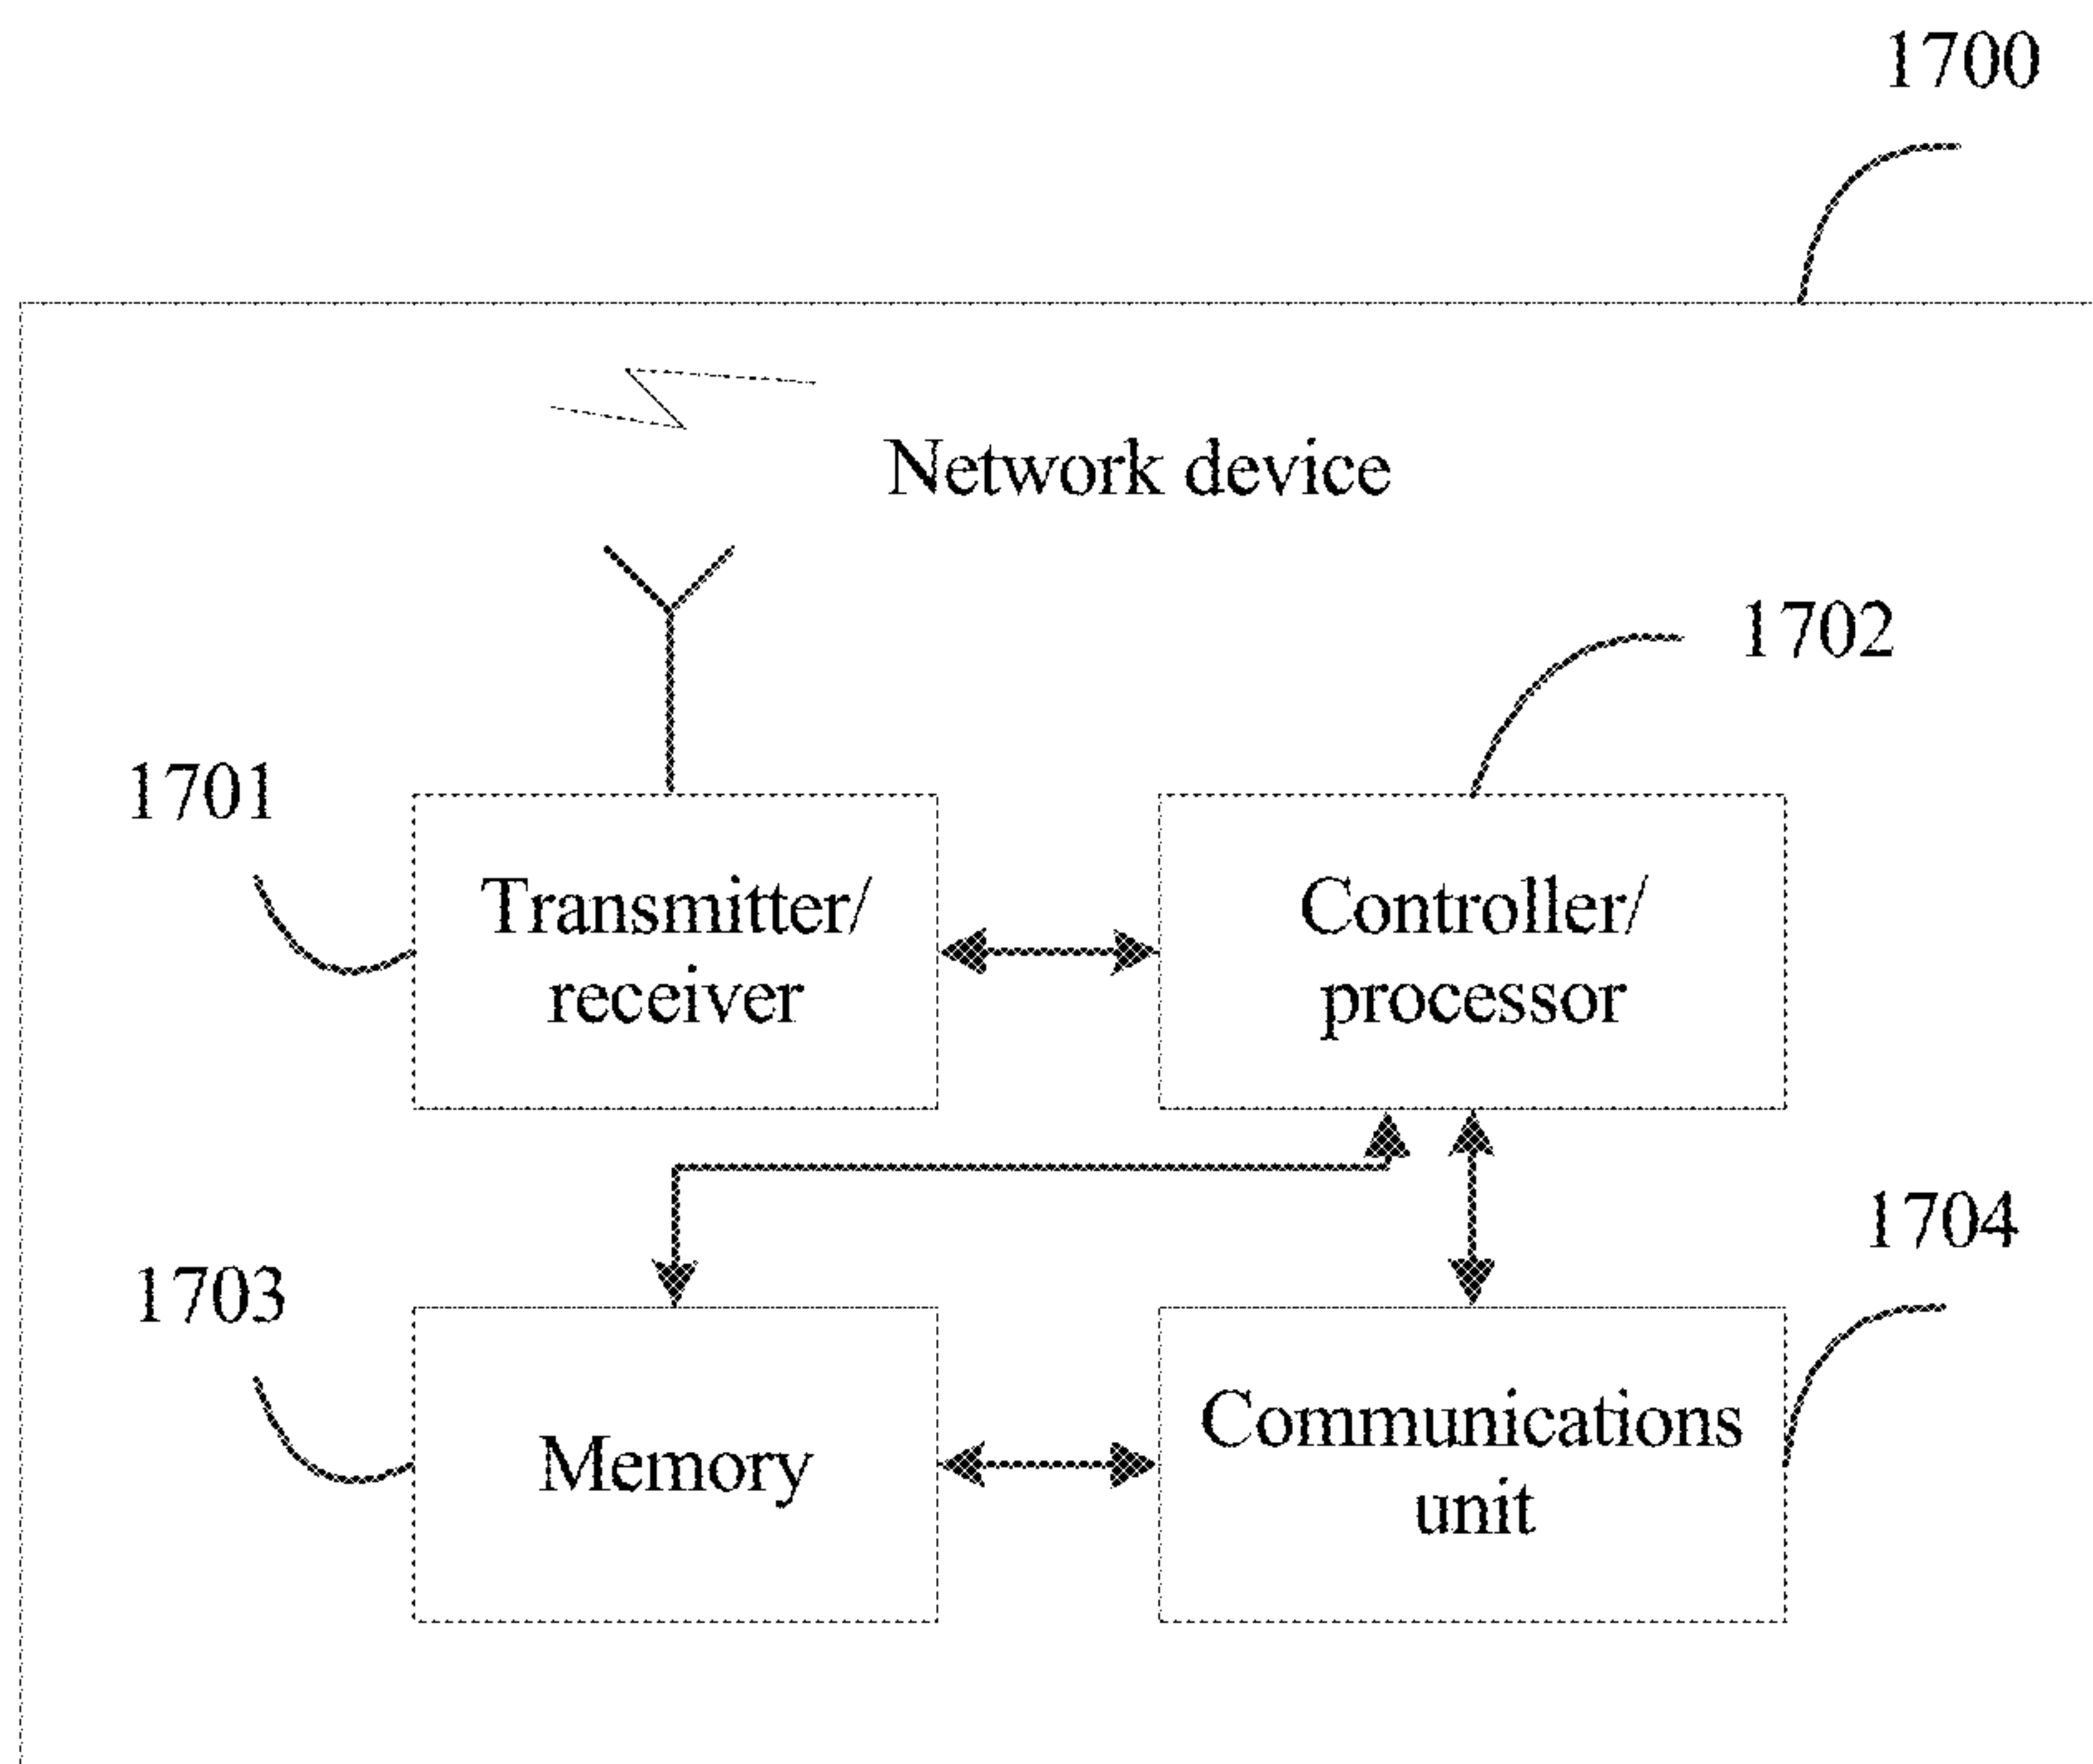 1700
Network device
1702
1701
Transmitter/
receiver
Controller/
processor
1704
1703
Memory
Communications
unit